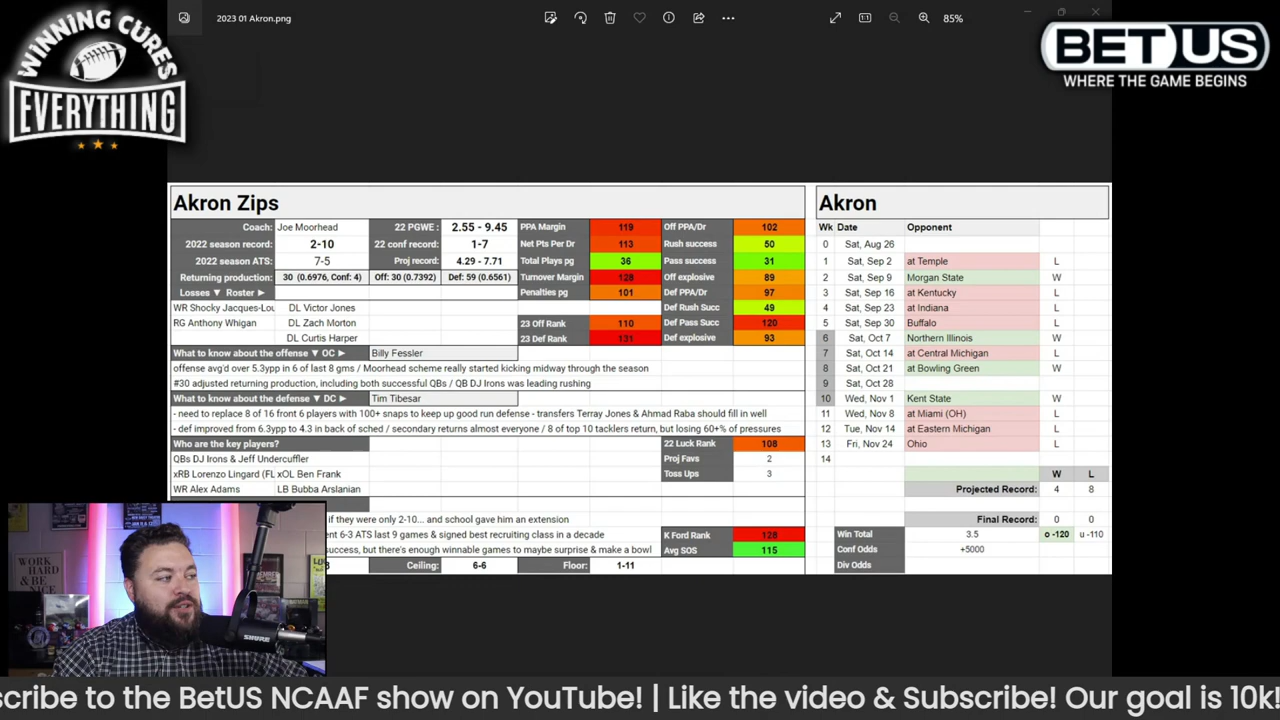 2023 01 Akron.png
85%
WINNING CURES
EVERYTHING
BETUS
WHERE THE GAME BEGINS
Akron Zips
Coach: Joe Moorhead 22 PGWE : 2.55 - 9.45 PPA Margin 119 Off PPA/Dr 102
2022 season record: 2-10 22 conf record: 1-7 Net Pts Per Dr 113 Rush success 50
2022 season ATS: 7-5 Proj record: 4.29 - 7.71 Total Plays pg 36 Pass success 31
Returning production: 30 (0.6976, Conf: 4) Off: 30 (0.7392) Def: 59 (0.6561) Turnover Margin 128 Off explosive 89
Losses ▼ Roster ► Penalties pg 101 Def PPA/Dr 97
WR Shocky Jacques-Lou DL Victor Jones Def Rush Succ 49
RG Anthony Whigan DL Zach Morton 23 Off Rank 110 Def Pass Succ 120
DL Curtis Harper 23 Def Rank 131 Def explosive 93
What to know about the offense ▼ OC ► Billy Fessler
offense avg'd over 5.3ypp in 6 of last 8 gms / Moorhead scheme really started kicking midway through the season
#30 adjusted returning production, including both successful QBs / QB DJ Irons was leading rushing
What to know about the defense ▼ DC ► Tim Tibesar
- need to replace 8 of 16 front 6 players with 100+ snaps to keep up good run defense - transfers Terray Jones & Ahmad Raba should fill in well
- def improved from 6.3ypp to 4.3 in back of sched / secondary returns almost everyone / 8 of top 10 tacklers return, but losing 60+% of pressures
Who are the key players? 22 Luck Rank 108
QBs DJ Irons & Jeff Undercuffler Proj Favs 2
xRB Lorenzo Lingard (FL xOL Ben Frank Toss Ups 3
WR Alex Adams LB Bubba Arslanian
if they were only 2-10... and school gave him an extension
nt 6-3 ATS last 9 games & signed best recruiting class in a decade K Ford Rank 128
success, but there's enough winnable games to maybe surprise & make a bowl Avg SOS 115
Ceiling: 6-6 Floor: 1-11
Akron
Wk Date Opponent
0 Sat, Aug 26
1 Sat, Sep 2 at Temple L
2 Sat, Sep 9 Morgan State W
3 Sat, Sep 16 at Kentucky L
4 Sat, Sep 23 at Indiana L
5 Sat, Sep 30 Buffalo L
6 Sat, Oct 7 Northern Illinois W
7 Sat, Oct 14 at Central Michigan L
8 Sat, Oct 21 at Bowling Green W
9 Sat, Oct 28
10 Wed, Nov 1 Kent State W
11 Wed, Nov 8 at Miami (OH) L
12 Tue, Nov 14 at Eastern Michigan L
13 Fri, Nov 24 Ohio L
14
W L
Projected Record: 4 8
Final Record: 0 0
Win Total 3.5 o -120 u -110
Conf Odds +5000
Div Odds
WORK HARD & BE NICE
SHURE
scribe to the BetUS NCAAF show on YouTube! | Like the video & Subscribe! Our goal is 10k!